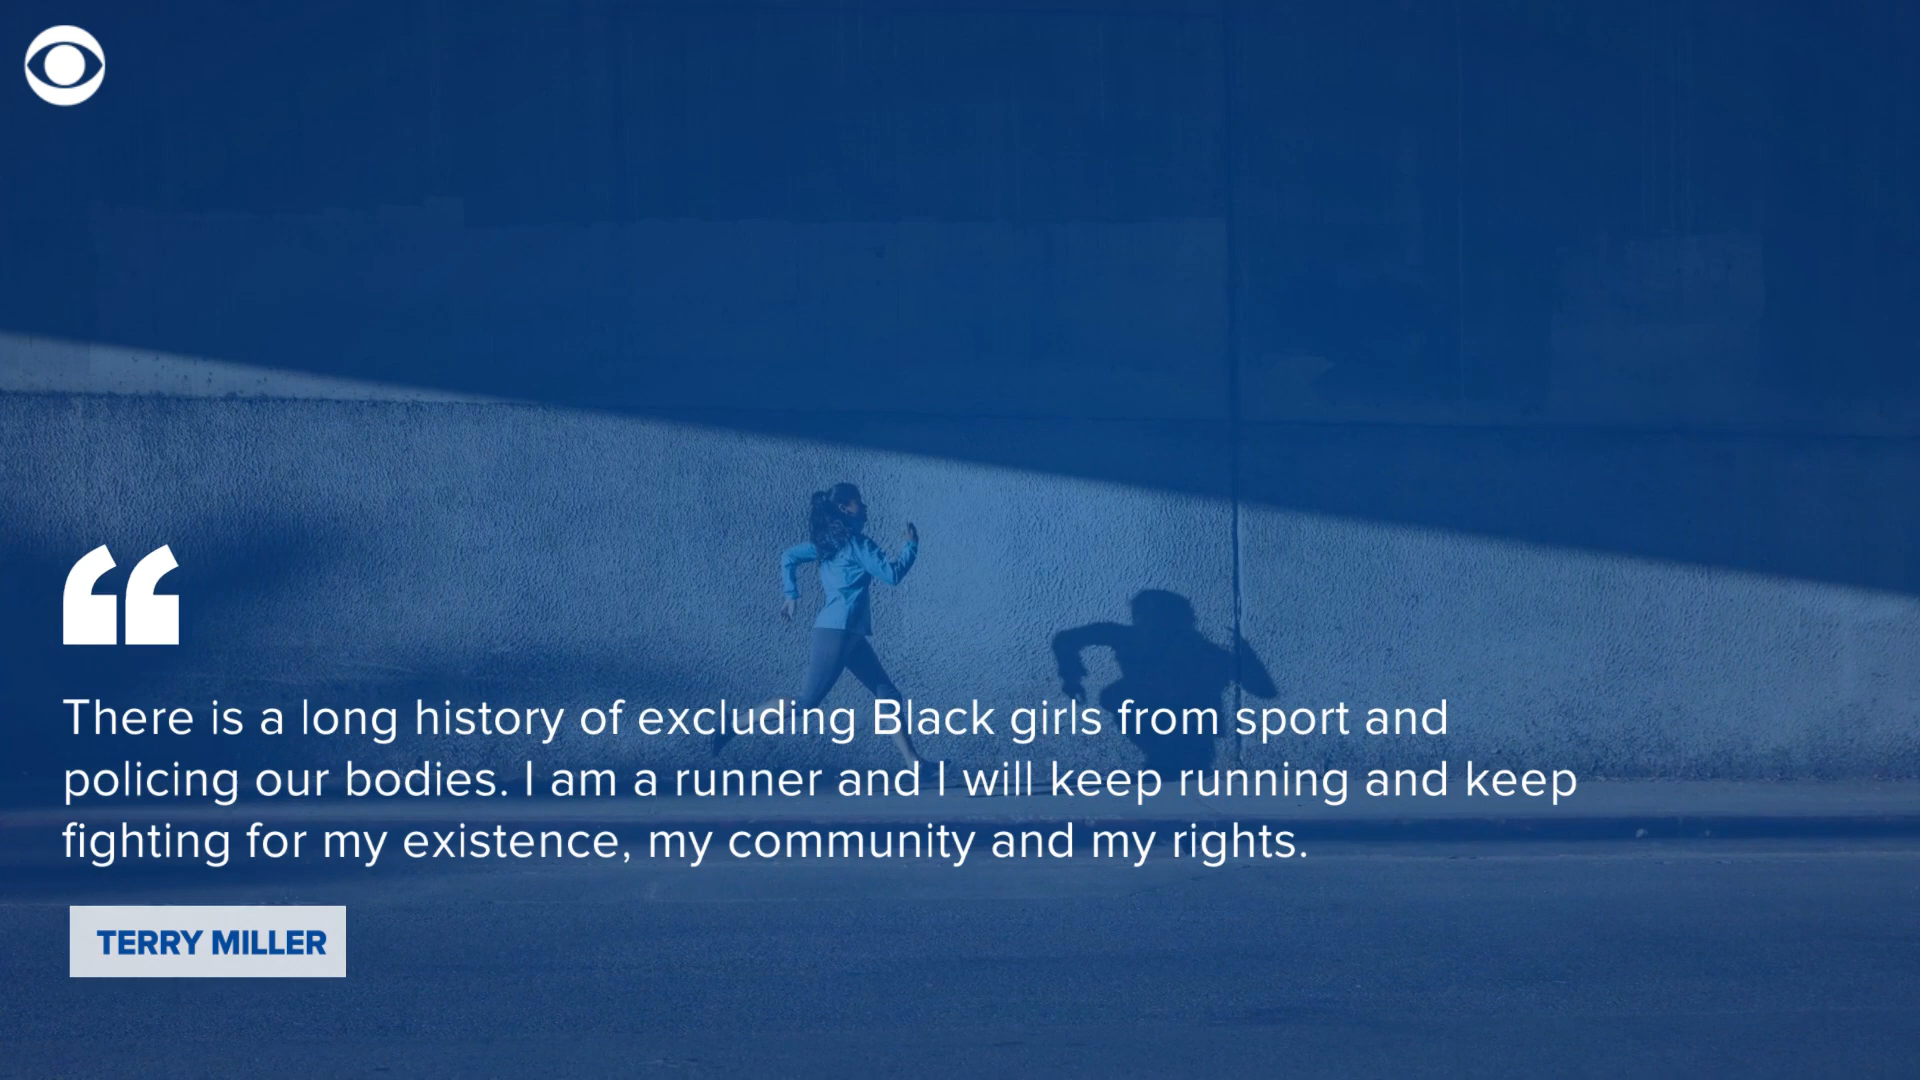 There is a long history of excluding Black girls from sport and
policing our bodies. I am a runner and I will keep running and keep
fighting for my existence, my community and my rights.
TERRY MILLER